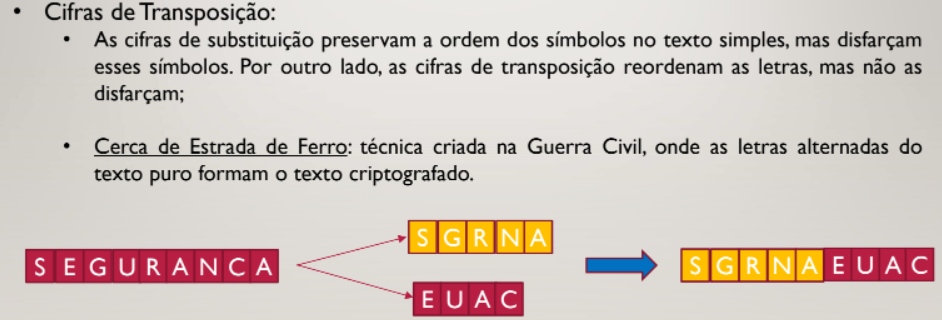 • Cifras de Transposição:
• As cifras de substituição preservam a ordem dos símbolos no texto simples, mas disfarçam
esses símbolos. Por outro lado, as cifras de transposição reordenam as letras, mas não as
disfarçam;
• Cerca de Estrada de Ferro: técnica criada na Guerra Civil, onde as letras alternadas do
texto puro formam o texto criptografado.
S G R N A
S E G U R A N C A
S G R N A E U A C
E U A C